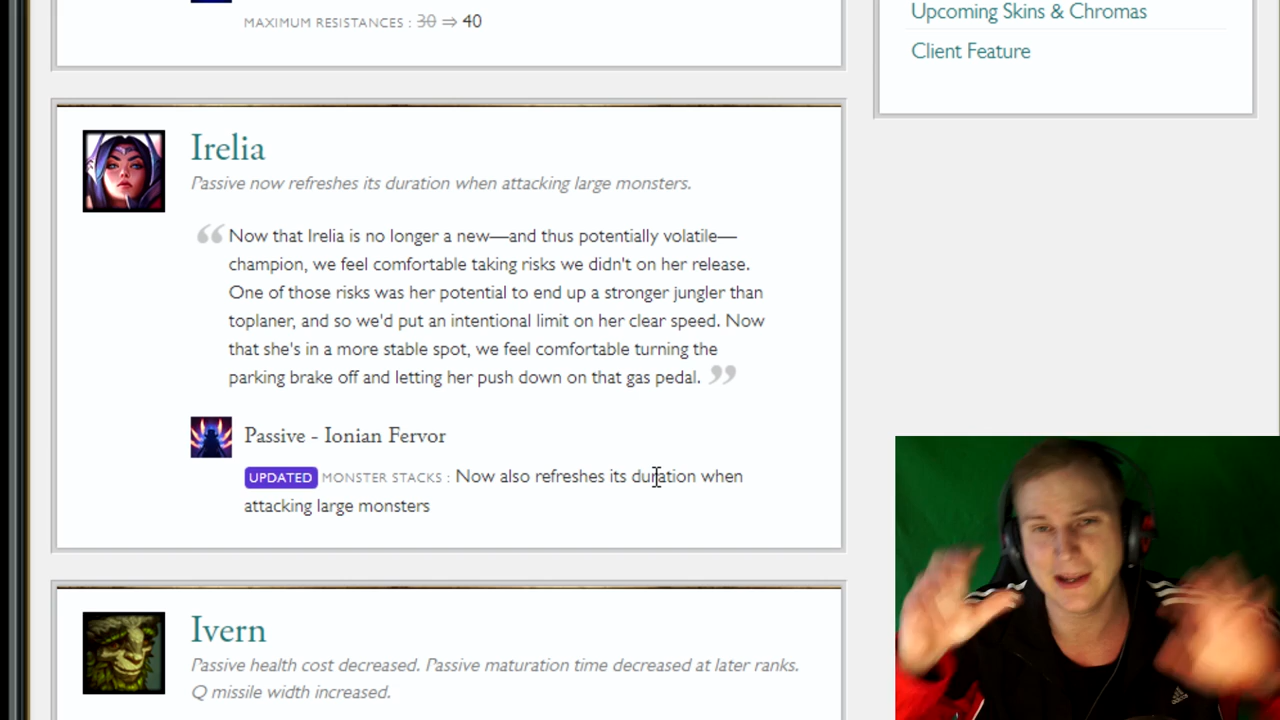 MAXIMUM RESISTANCES : 30 ⇒ 40
Upcoming Skins & Chromas
Client Feature
Irelia
Passive now refreshes its duration when attacking large monsters.
“ Now that Irelia is no longer a new—and thus potentially volatile—
champion, we feel comfortable taking risks we didn't on her release.
One of those risks was her potential to end up a stronger jungler than
toplaner, and so we'd put an intentional limit on her clear speed. Now
that she's in a more stable spot, we feel comfortable turning the
parking brake off and letting her push down on that gas pedal. ”
Passive - Ionian Fervor
UPDATED MONSTER STACKS : Now also refreshes its duration when
attacking large monsters
Ivern
Passive health cost decreased. Passive maturation time decreased at later ranks.
Q missile width increased.